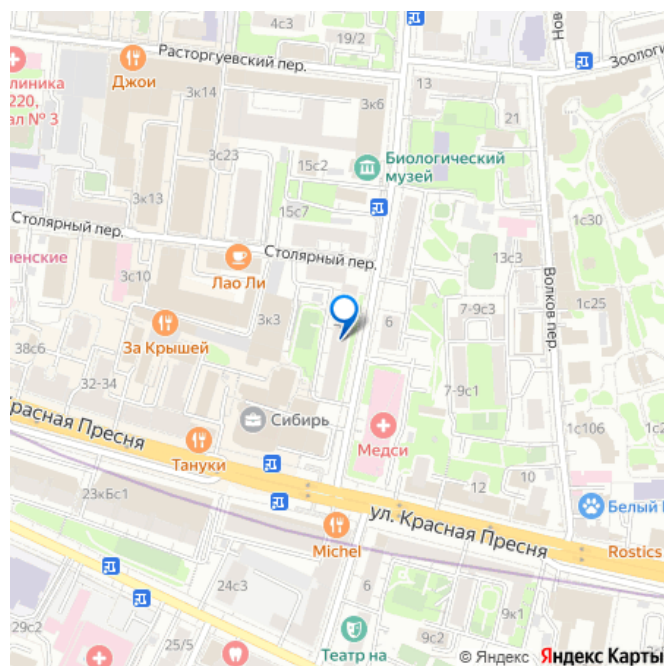 4с3
19/2
Нов
Расторгуевский пер.
Зоологи
Джои
линика
220,
ал № 3
3к14
3к6
13
21
3с23
15с2
Биологический
музей
3к13
15с7
1с30
Столярный пер.
Столярный пер.
13с3
ненские
3с10
Лао Ли
Волков пер.
1с25
7-9с3
3к3
6
За Крышей
38с6
32-34
7-9с1
Красная Пресня
Сибирь
1с2
1с106
Медси
Тануки
10
12
23кБс1
Белый
ул. Красная Пресня
Michel
Rostics
24с3
6
9к1
29с2
25/5
9с2
Театр на
© Яндекс Яндекс Карты